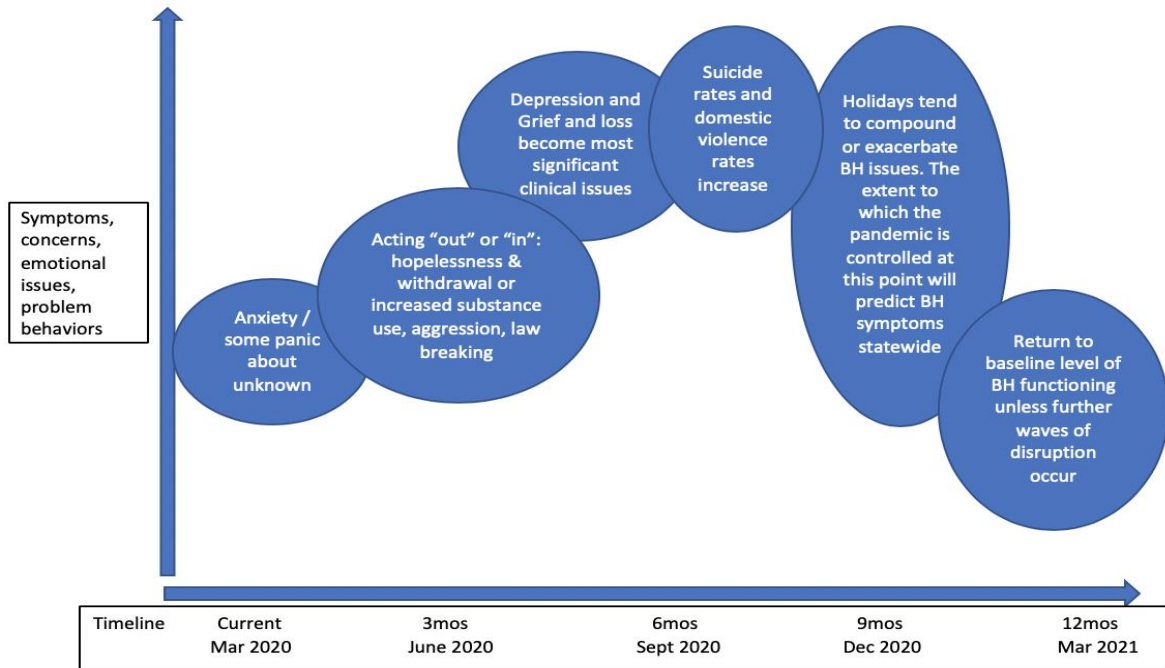 Symptoms,
concerns,
emotional
issues,
problem
behaviors
Anxiety /
some panic
about
unknown
Acting “out” or “in”:
hopelessness &
withdrawal or
increased substance
use, aggression, law
breaking
Depression and
Grief and loss
become most
significant
clinical issues
Suicide
rates and
domestic
violence
rates
increase
Holidays tend
to compound
or exacerbate
BH issues. The
extent to
which the
pandemic is
controlled at
this point will
predict BH
symptoms
statewide
Return to
baseline level of
BH functioning
unless further
waves of
disruption
occur
Timeline Current 3mos 6mos 9mos 12mos
Mar 2020 June 2020 Sept 2020 Dec 2020 Mar 2021